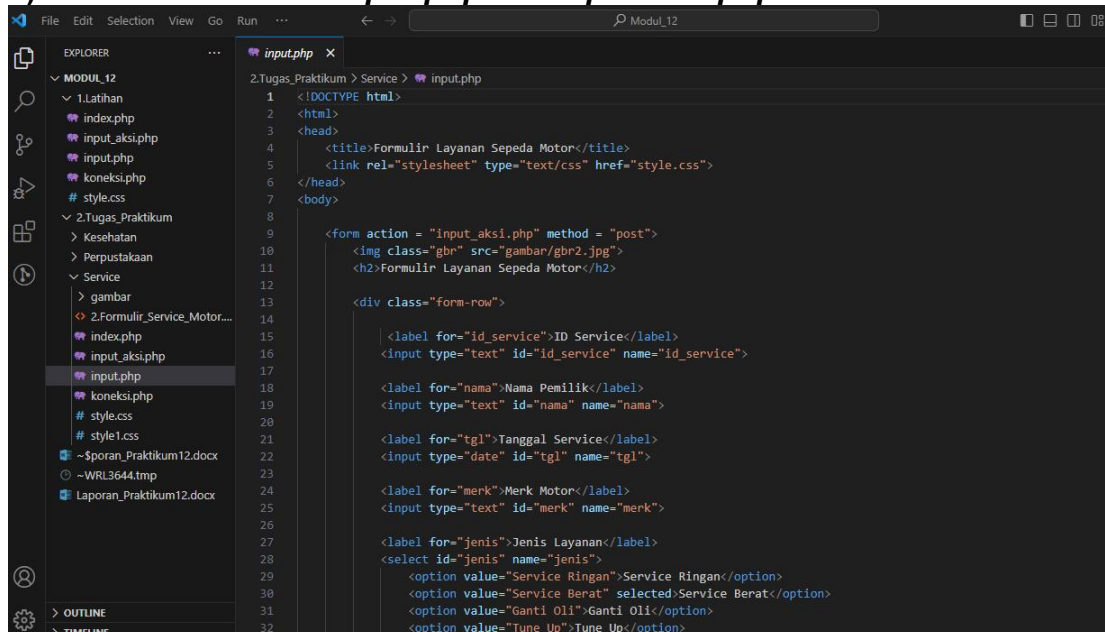 File Edit Selection View Go Run ... Modul_12
EXPLORER ...
MODUL_12
1.Latihan
index.php
input_aksi.php
input.php
koneksi.php
# style.css
2.Tugas_Praktikum
Kesehatan
Perpustakaan
Service
gambar
2.Formulir_Service_Motor....
index.php
input_aksi.php
input.php
koneksi.php
# style.css
# style1.css
~$poran_Praktikum12.docx
~WRL3644.tmp
Laporan_Praktikum12.docx
OUTLINE
input.php
2.Tugas_Praktikum > Service > input.php
1 <!DOCTYPE html>
2 <html>
3 <head>
4 <title>Formulir Layanan Sepeda Motor</title>
5 <link rel="stylesheet" type="text/css" href="style.css">
6 </head>
7 <body>
8
9 <form action = "input_aksi.php" method = "post">
10 <img class="gbr" src="gambar/gbr2.jpg">
11 <h2>Formulir Layanan Sepeda Motor</h2>
12
13 <div class="form-row">
14
15 <label for="id_service">ID Service</label>
16 <input type="text" id="id_service" name="id_service">
17
18 <label for="nama">Nama Pemilik</label>
19 <input type="text" id="nama" name="nama">
20
21 <label for="tgl">Tanggal Service</label>
22 <input type="date" id="tgl" name="tgl">
23
24 <label for="merk">Merk Motor</label>
25 <input type="text" id="merk" name="merk">
26
27 <label for="jenis">Jenis Layanan</label>
28 <select id="jenis" name="jenis">
29 <option value="Service Ringan">Service Ringan</option>
30 <option value="Service Berat" selected>Service Berat</option>
31 <option value="Ganti Oli">Ganti Oli</option>
32 <option value="Tune Up">Tune Up</option>